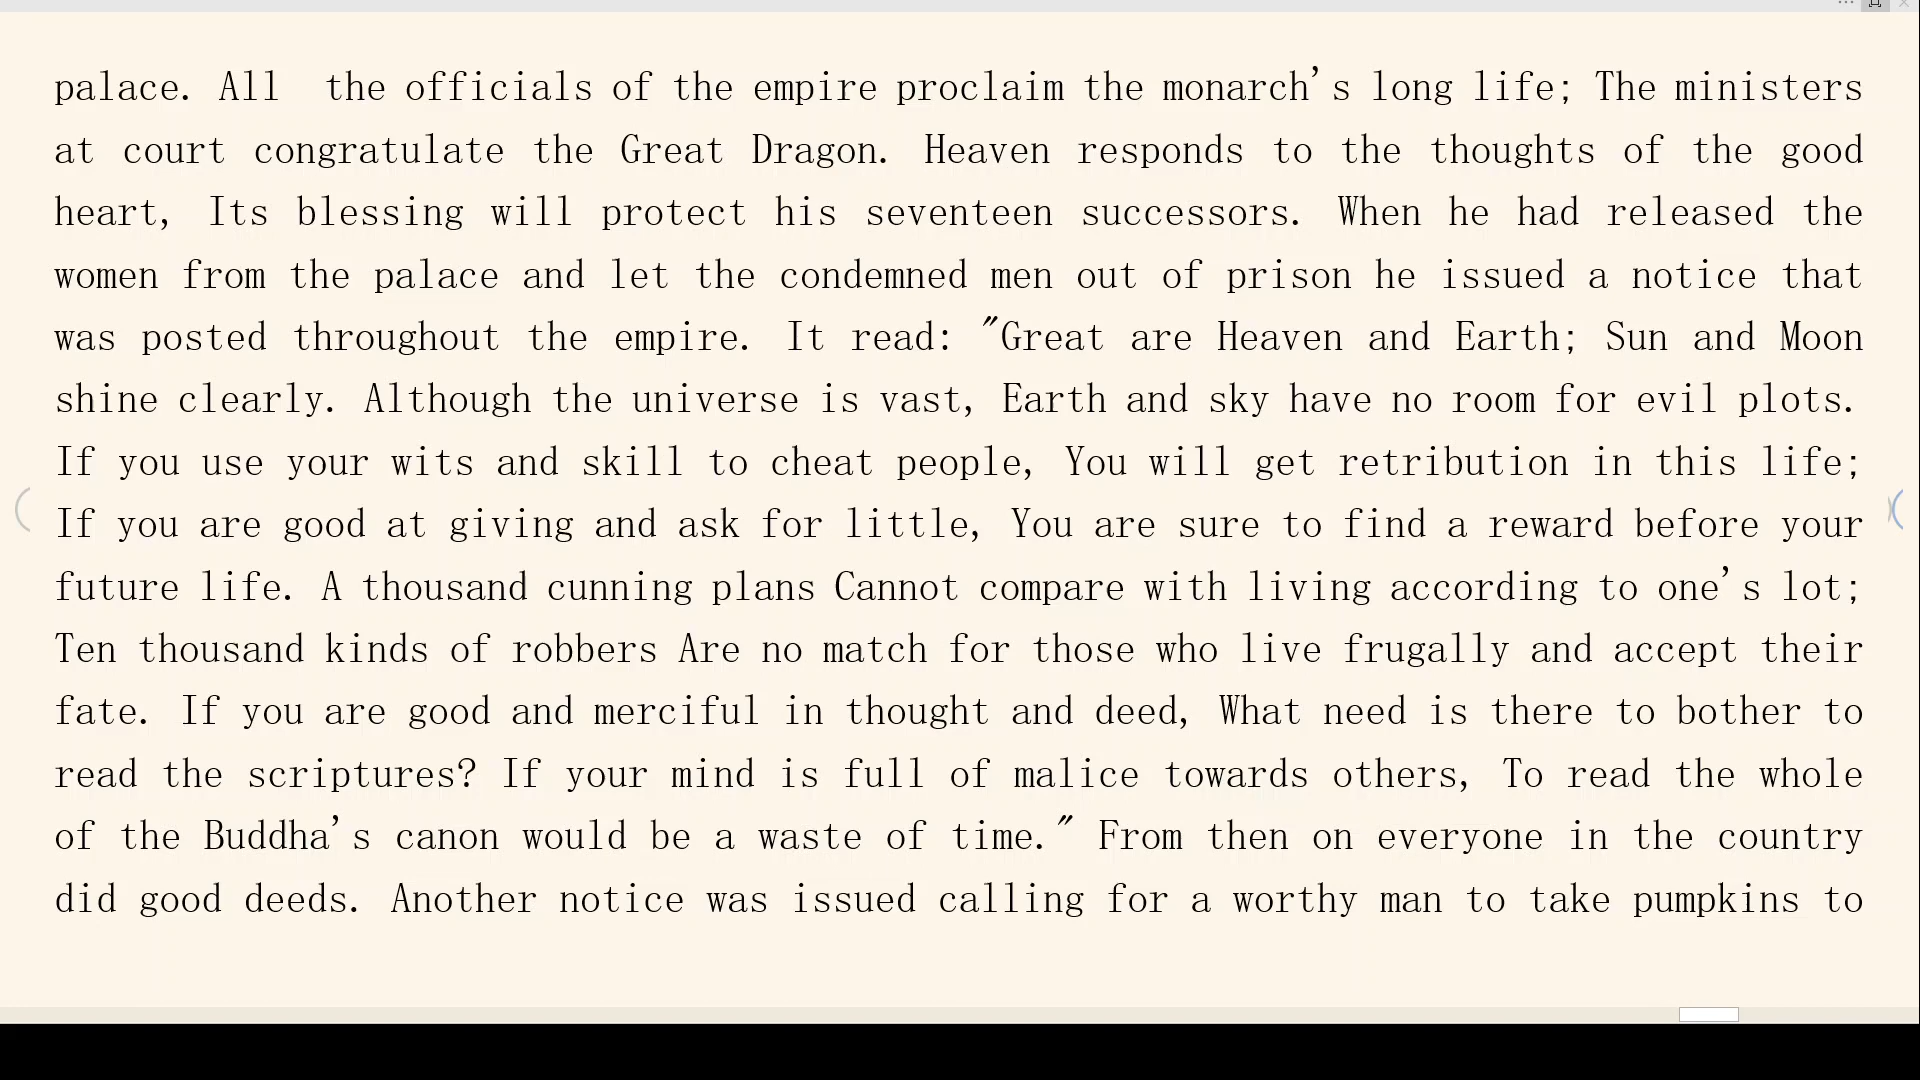 palace. All the officials of the empire proclaim the monarch's long life; The ministers
at court congratulate the Great Dragon. Heaven responds to the thoughts of the good
heart, Its blessing will protect his seventeen successors. When he had released the
women from the palace and let the condemned men out of prison he issued a notice that
was posted throughout the empire. It read: "Great are Heaven and Earth; Sun and Moon
shine clearly. Although the universe is vast, Earth and sky have no room for evil plots.
If you use your wits and skill to cheat people, You will get retribution in this life;
If you are good at giving and ask for little, You are sure to find a reward before your
future life. A thousand cunning plans Cannot compare with living according to one's lot;
Ten thousand kinds of robbers Are no match for those who live frugally and accept their
fate. If you are good and merciful in thought and deed, What need is there to bother to
read the scriptures? If your mind is full of malice towards others, To read the whole
of the Buddha's canon would be a waste of time." From then on everyone in the country
did good deeds. Another notice was issued calling for a worthy man to take pumpkins to